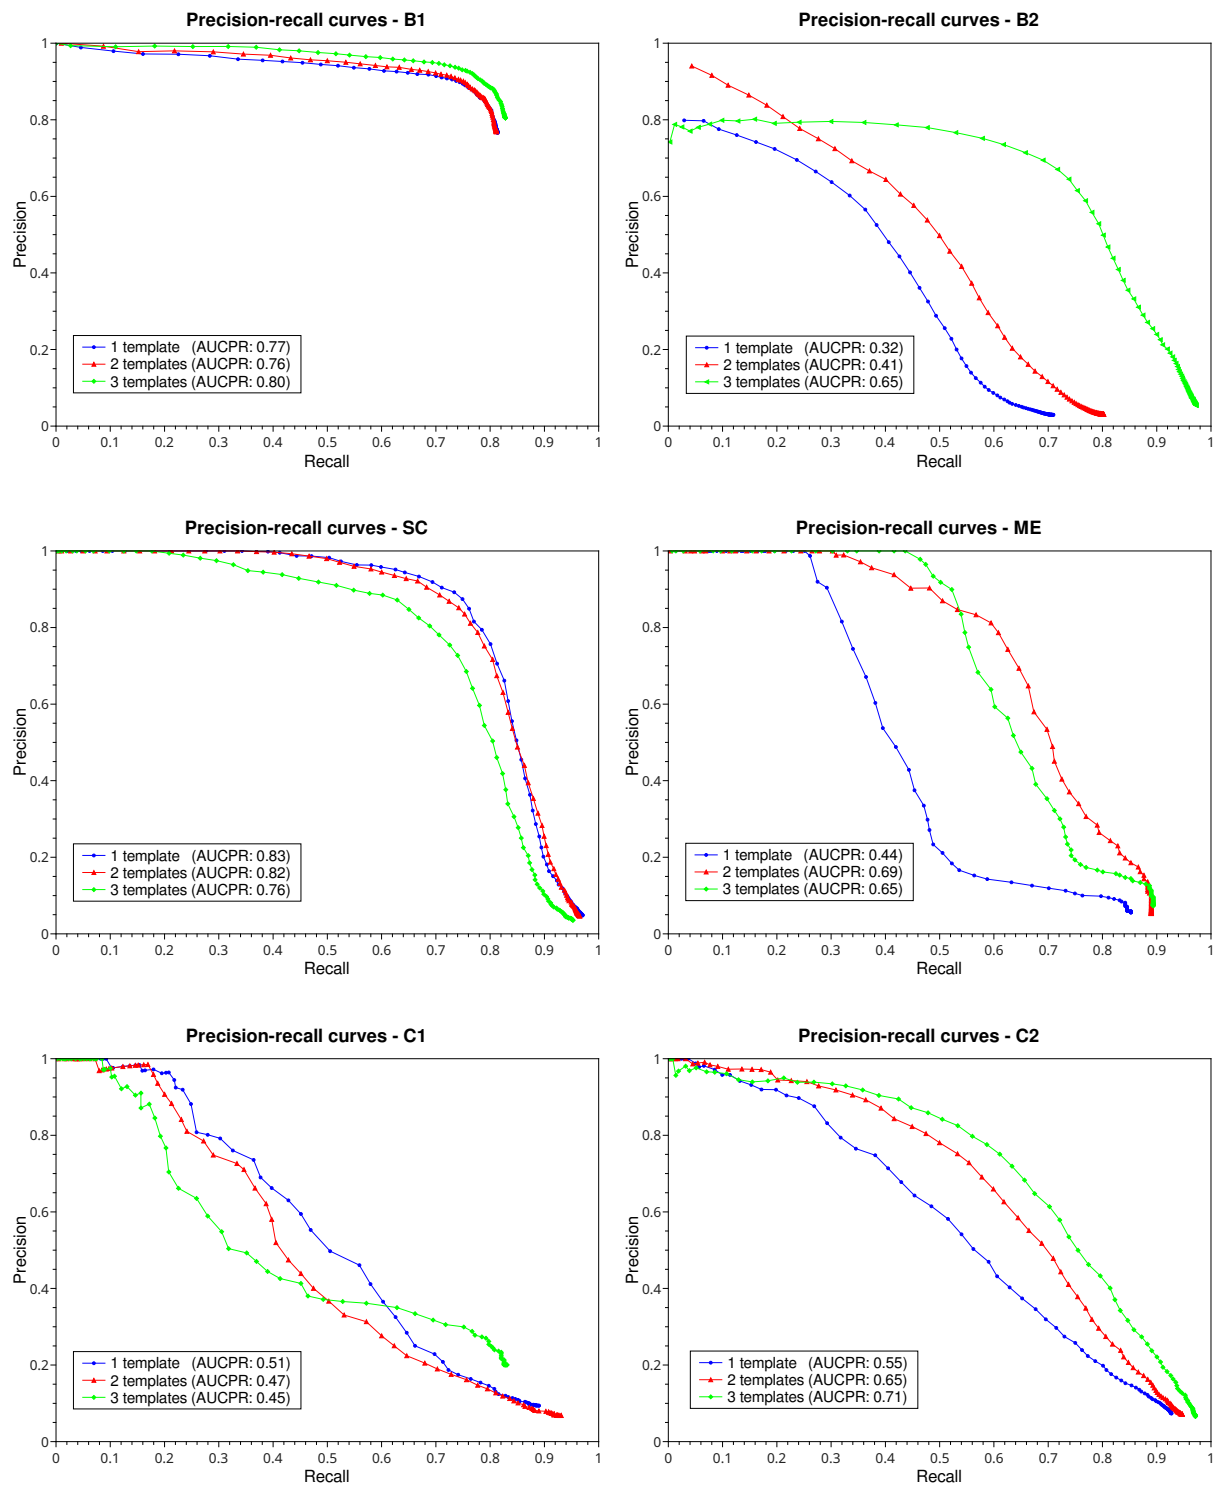 Precision-recall curves - B1
1
0.8
0.6
0.4
0.2
0
Precision
1 template (AUCPR: 0.77)
2 templates (AUCPR: 0.76)
3 templates (AUCPR: 0.80)
0 0.1 0.2 0.3 0.4 0.5 0.6 0.7 0.8 0.9 1
Recall
Precision-recall curves - B2
1
0.8
0.6
0.4
0.2
0
Precision
1 template (AUCPR: 0.32)
2 templates (AUCPR: 0.41)
3 templates (AUCPR: 0.65)
0 0.1 0.2 0.3 0.4 0.5 0.6 0.7 0.8 0.9 1
Recall
Precision-recall curves - SC
1
0.8
0.6
0.4
0.2
0
Precision
1 template (AUCPR: 0.83)
2 templates (AUCPR: 0.82)
3 templates (AUCPR: 0.76)
0 0.1 0.2 0.3 0.4 0.5 0.6 0.7 0.8 0.9 1
Recall
Precision-recall curves - ME
1
0.8
0.6
0.4
0.2
0
Precision
1 template (AUCPR: 0.44)
2 templates (AUCPR: 0.69)
3 templates (AUCPR: 0.65)
0 0.1 0.2 0.3 0.4 0.5 0.6 0.7 0.8 0.9 1
Recall
Precision-recall curves - C1
1
0.8
0.6
0.4
0.2
0
Precision
1 template (AUCPR: 0.51)
2 templates (AUCPR: 0.47)
3 templates (AUCPR: 0.45)
0 0.1 0.2 0.3 0.4 0.5 0.6 0.7 0.8 0.9 1
Recall
Precision-recall curves - C2
1
0.8
0.6
0.4
0.2
0
Precision
1 template (AUCPR: 0.55)
2 templates (AUCPR: 0.65)
3 templates (AUCPR: 0.71)
0 0.1 0.2 0.3 0.4 0.5 0.6 0.7 0.8 0.9 1
Recall